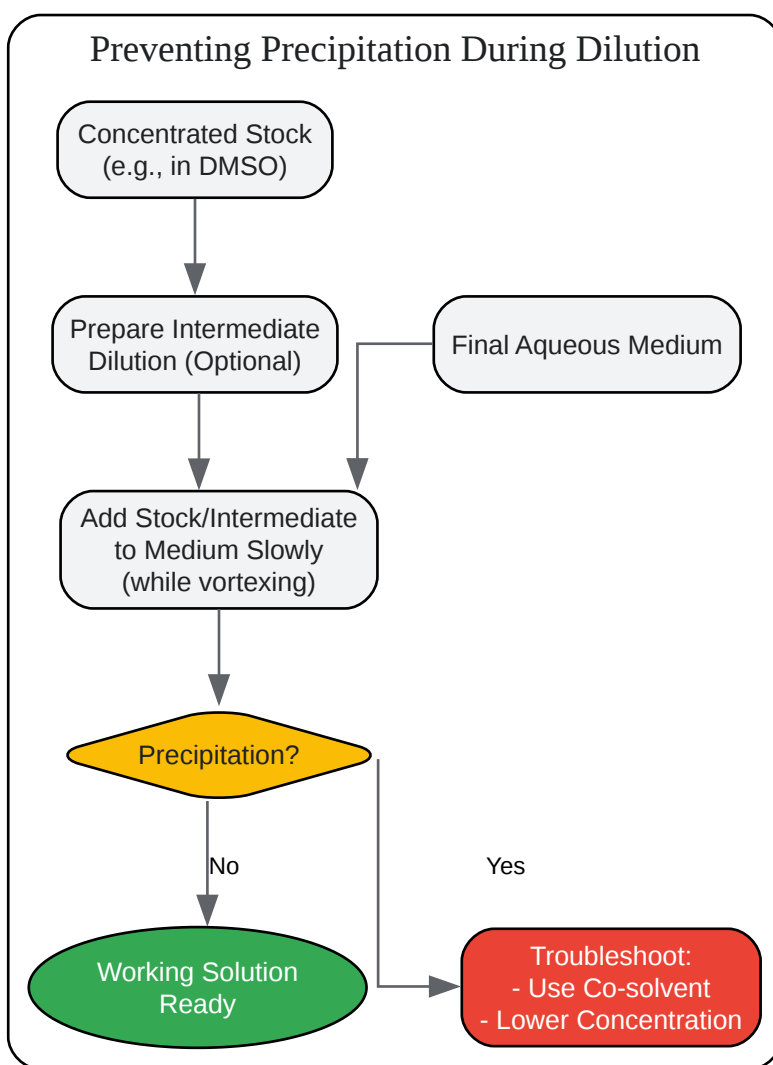 Preventing Precipitation During Dilution
Concentrated Stock
(e.g., in DMSO)
Prepare Intermediate
Dilution (Optional)
Final Aqueous Medium
Add Stock/Intermediate
to Medium Slowly
(while vortexing)
Precipitation?
No
Yes
Working Solution
Ready
Troubleshoot:
- Use Co-solvent
- Lower Concentration